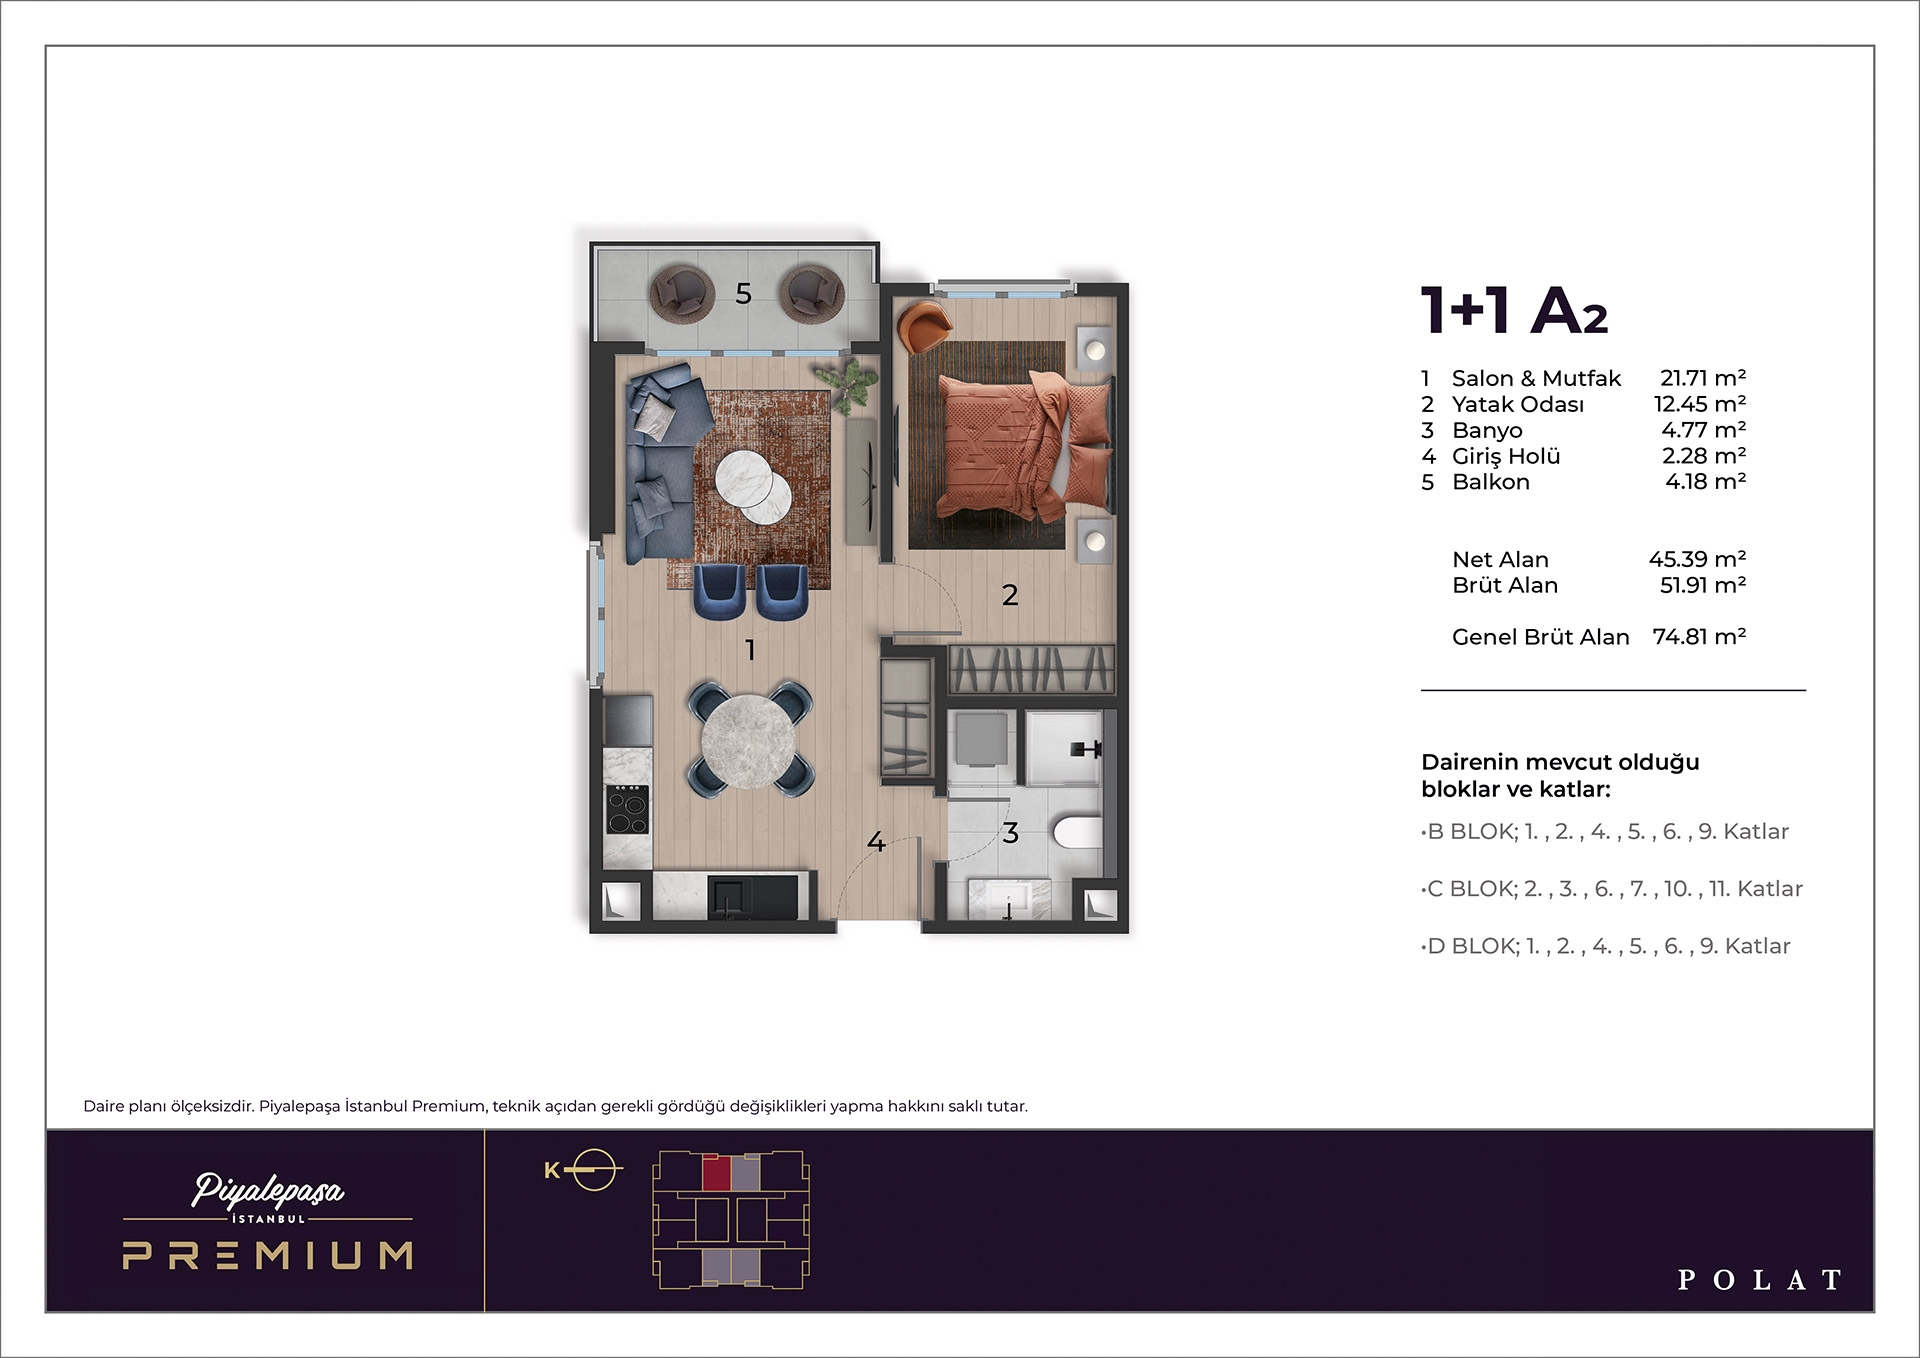 5
2
1
4
3
1+1 A2
1 Salon & Mutfak 21.71 m²
2 Yatak Odası 12.45 m²
3 Banyo 4.77 m²
4 Giriş Holü 2.28 m²
5 Balkon 4.18 m²
Net Alan 45.39 m²
Brüt Alan 51.91 m²
Genel Brüt Alan 74.81 m²
Dairenin mevcut olduğu
bloklar ve katlar:
•B BLOK; 1. , 2. , 4. , 5. , 6. , 9. Katlar
•C BLOK; 2. , 3. , 6. , 7. , 10. , 11. Katlar
•D BLOK; 1. , 2. , 4. , 5. , 6. , 9. Katlar
Daire planı ölçeksizdir. Piyalepaşa İstanbul Premium, teknik açıdan gerekli gördüğü değişiklikleri yapma hakkını saklı tutar.
Piyalepaşa
İSTANBUL
PREMIUM
K
POLAT